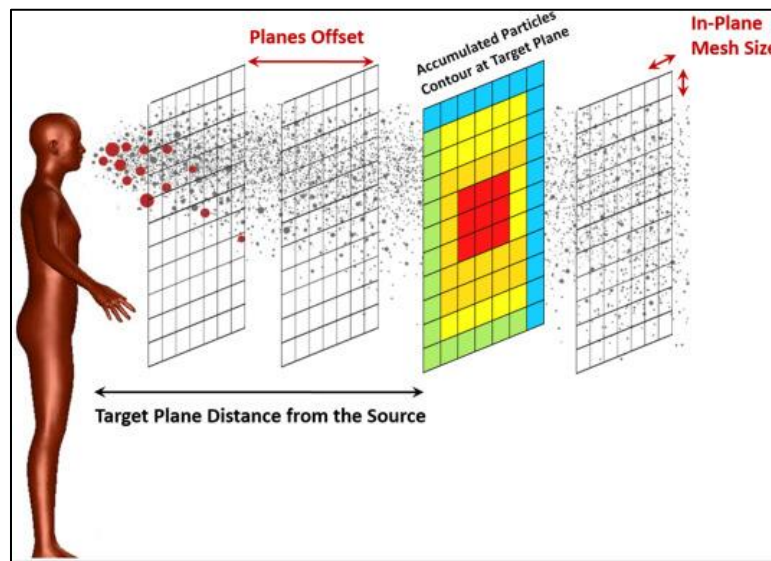 Planes Offset
Accumulated Particles
Contour at Target Plane
In-Plane
Mesh Size
Target Plane Distance from the Source